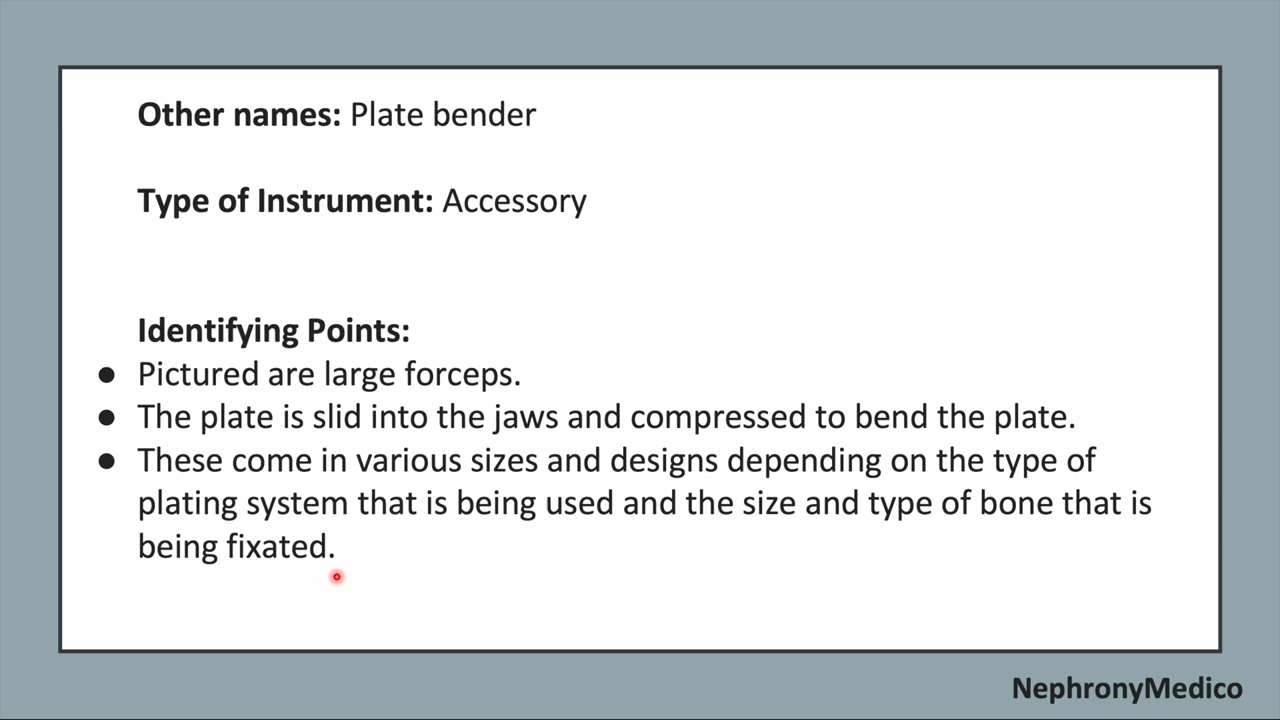 Other names: Plate bender
Type of Instrument: Accessory
Identifying Points:
● Pictured are large forceps.
● The plate is slid into the jaws and compressed to bend the plate.
● These come in various sizes and designs depending on the type of
plating system that is being used and the size and type of bone that is
being fixated.
NephronyMedico